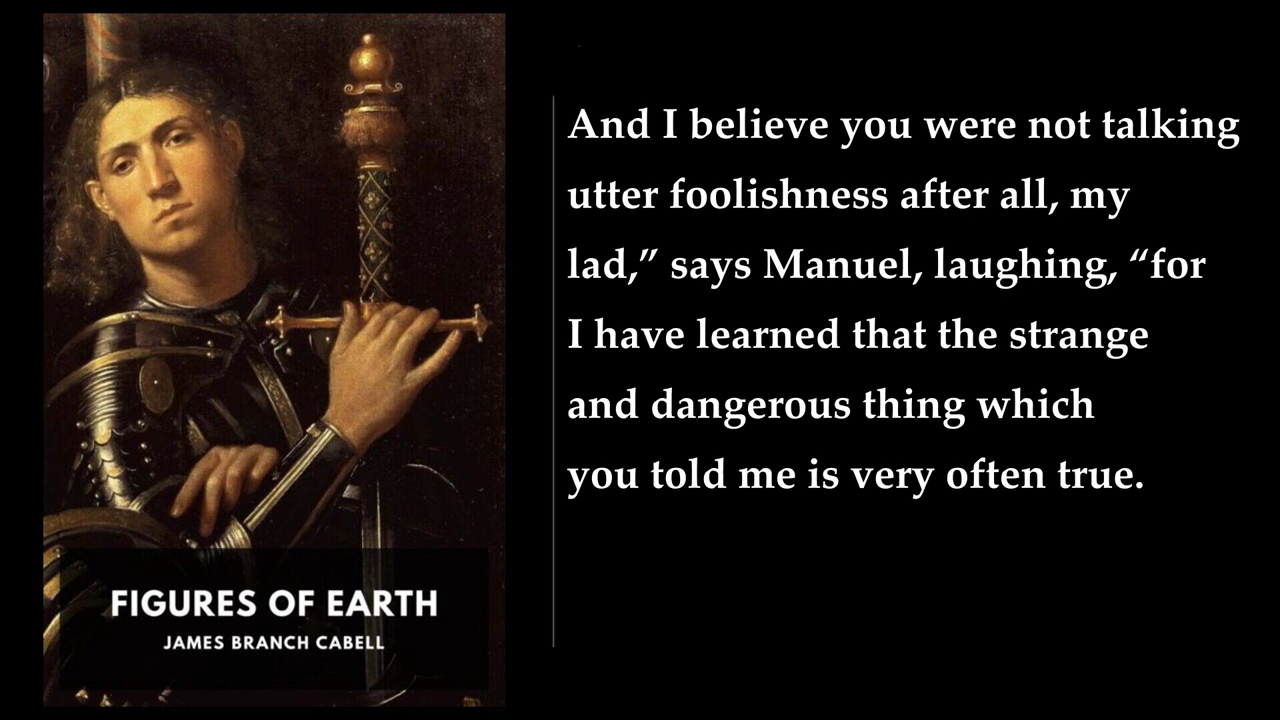 FIGURES OF EARTH
JAMES BRANCH CABELL
And I believe you were not talking
utter foolishness after all, my
lad,” says Manuel, laughing, “for
I have learned that the strange
and dangerous thing which
you told me is very often true.